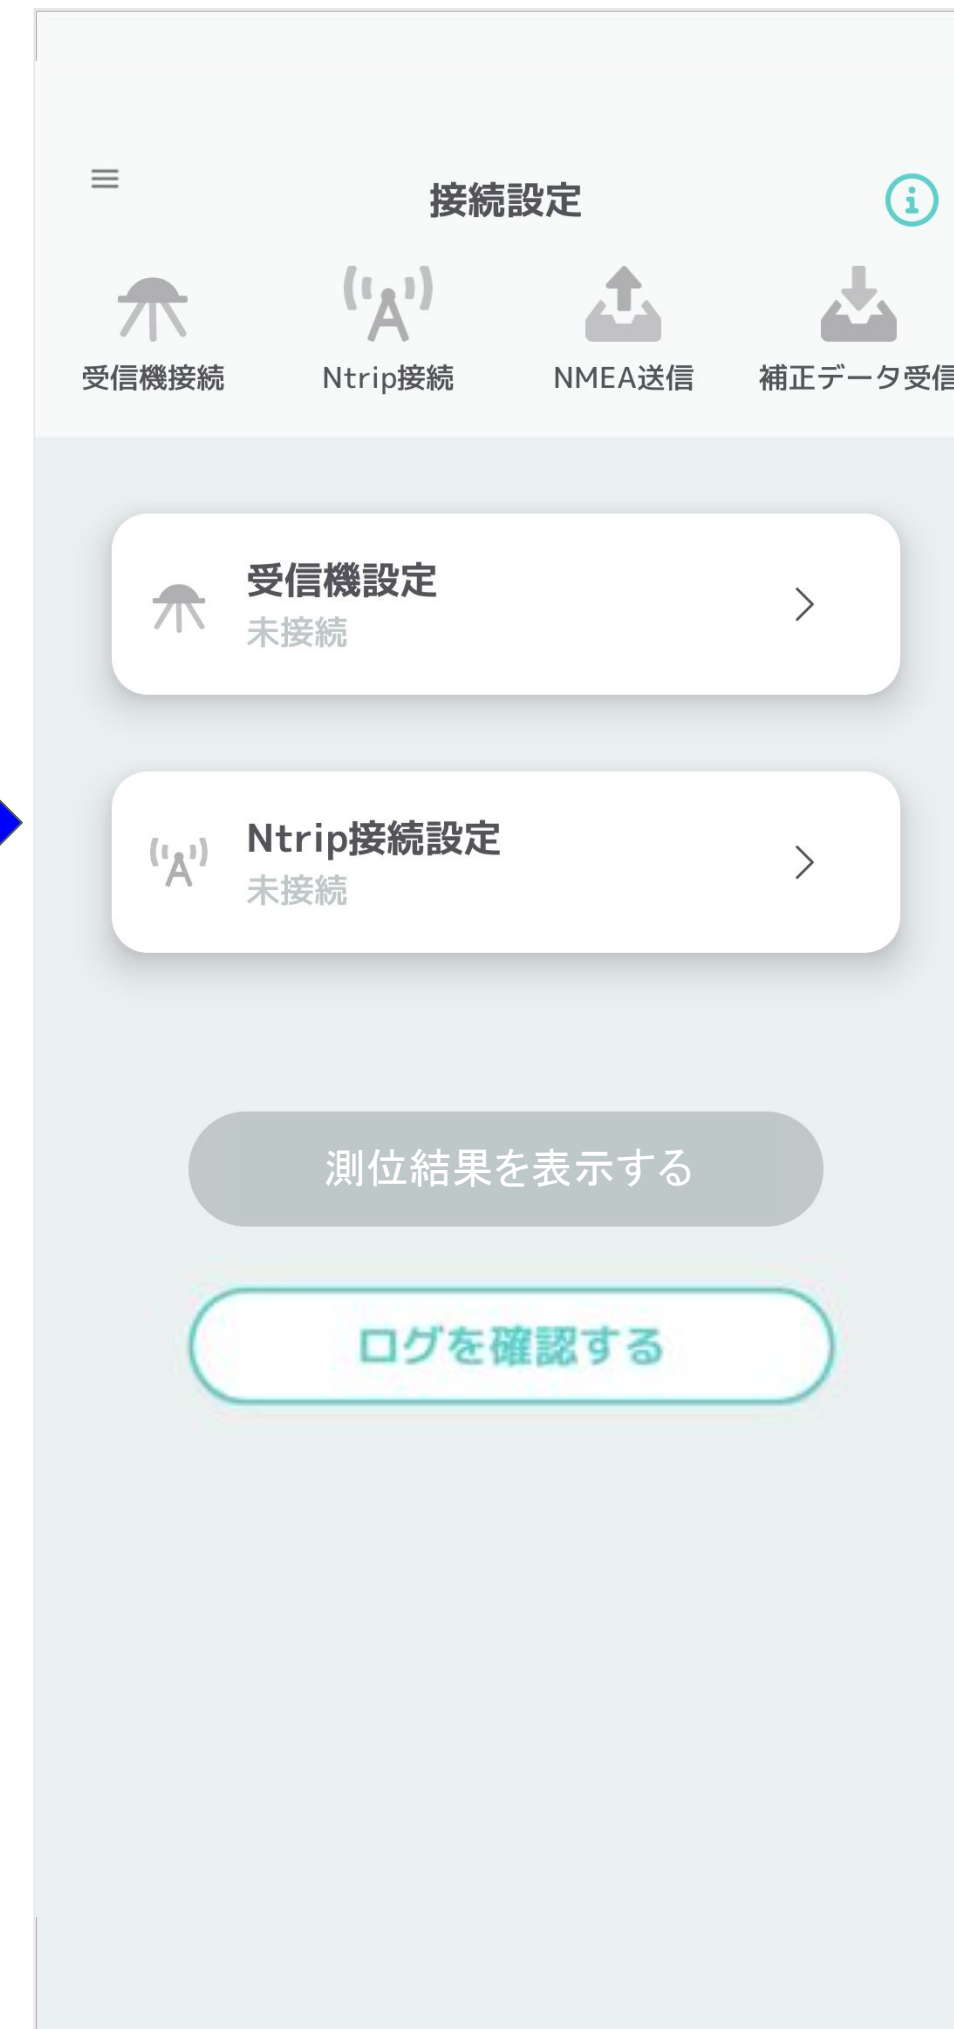 接続設定
受信機接続 Ntrip接続 NMEA送信 補正データ受信
受信機設定
未接続
Ntrip接続設定
未接続
測位結果を表示する
ログを確認する